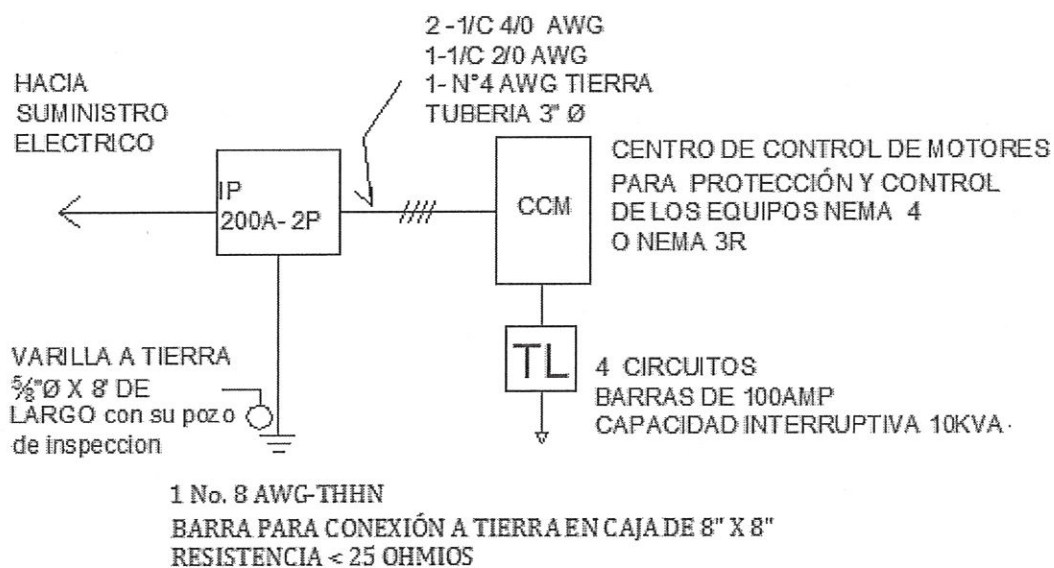 2 -1/C 4/0 AWG
1-1/C 2/0 AWG
1- N°4 AWG TIERRA
TUBERIA 3" Ø
HACIA
SUMINISTRO
ELECTRICO
IP
200A- 2P
CCM
CENTRO DE CONTROL DE MOTORES
PARA PROTECCIÓN Y CONTROL
DE LOS EQUIPOS NEMA 4
O NEMA 3R
VARILLA A TIERRA
⅝"Ø X 8' DE
LARGO con su pozo
de inspeccion
TL
4 CIRCUITOS
BARRAS DE 100AMP
CAPACIDAD INTERRUPTIVA 10KVA.
1 No. 8 AWG-THHN
BARRA PARA CONEXIÓN A TIERRA EN CAJA DE 8" X 8"
RESISTENCIA < 25 OHMIOS